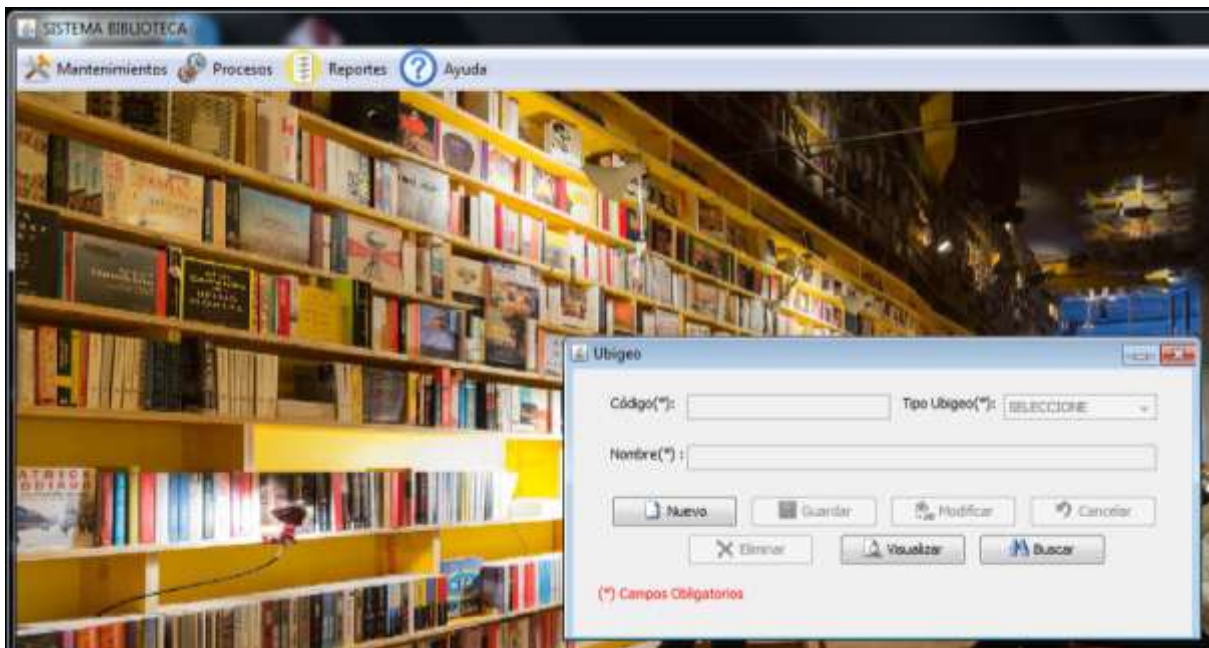 SISTEMA BIBLIOTECA
Mantenimientos Procesos Reportes Ayuda
Ubigeo
Código(*): Tipo Ubigeo(*): SELECCIONE
Nombre(*) :
Nuevo Guardar Modificar Cancelar
Eliminar Visualizar Buscar
(*) Campos Obligatorios